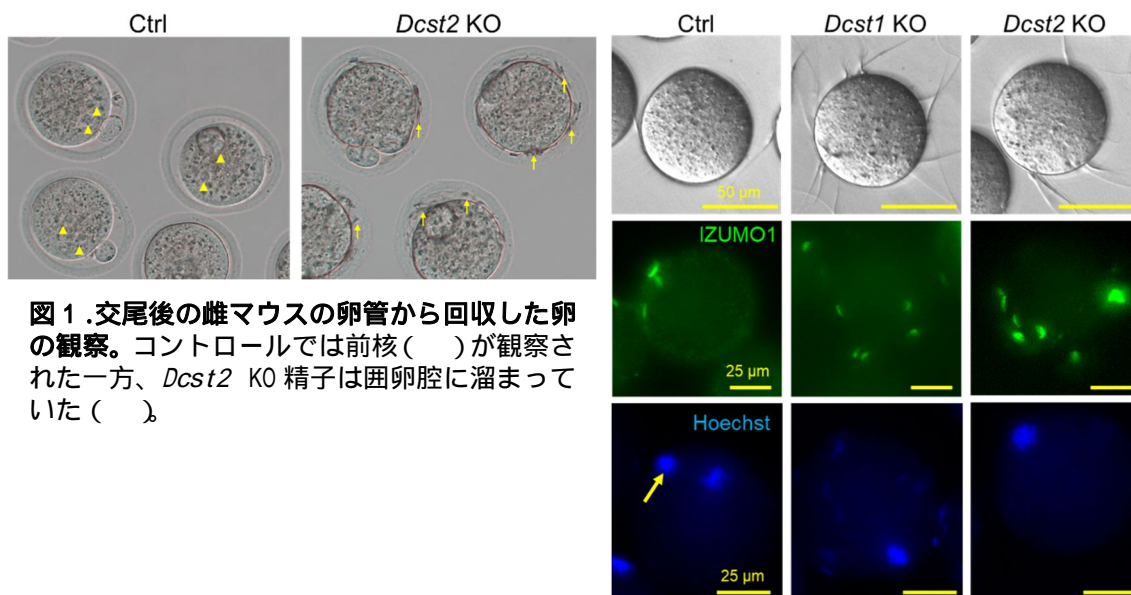 Ctrl
Dcst2 KO
Ctrl
Dcst1 KO
Dcst2 KO
50 μm
IZUMO1
25 μm
Hoechst
25 μm
図１.交尾後の雌マウスの卵管から回収した卵
の観察。コントロールでは前核(　)が観察さ
れた一方、Dcst2 KO精子は囲卵腔に溜まって
いた(　)。